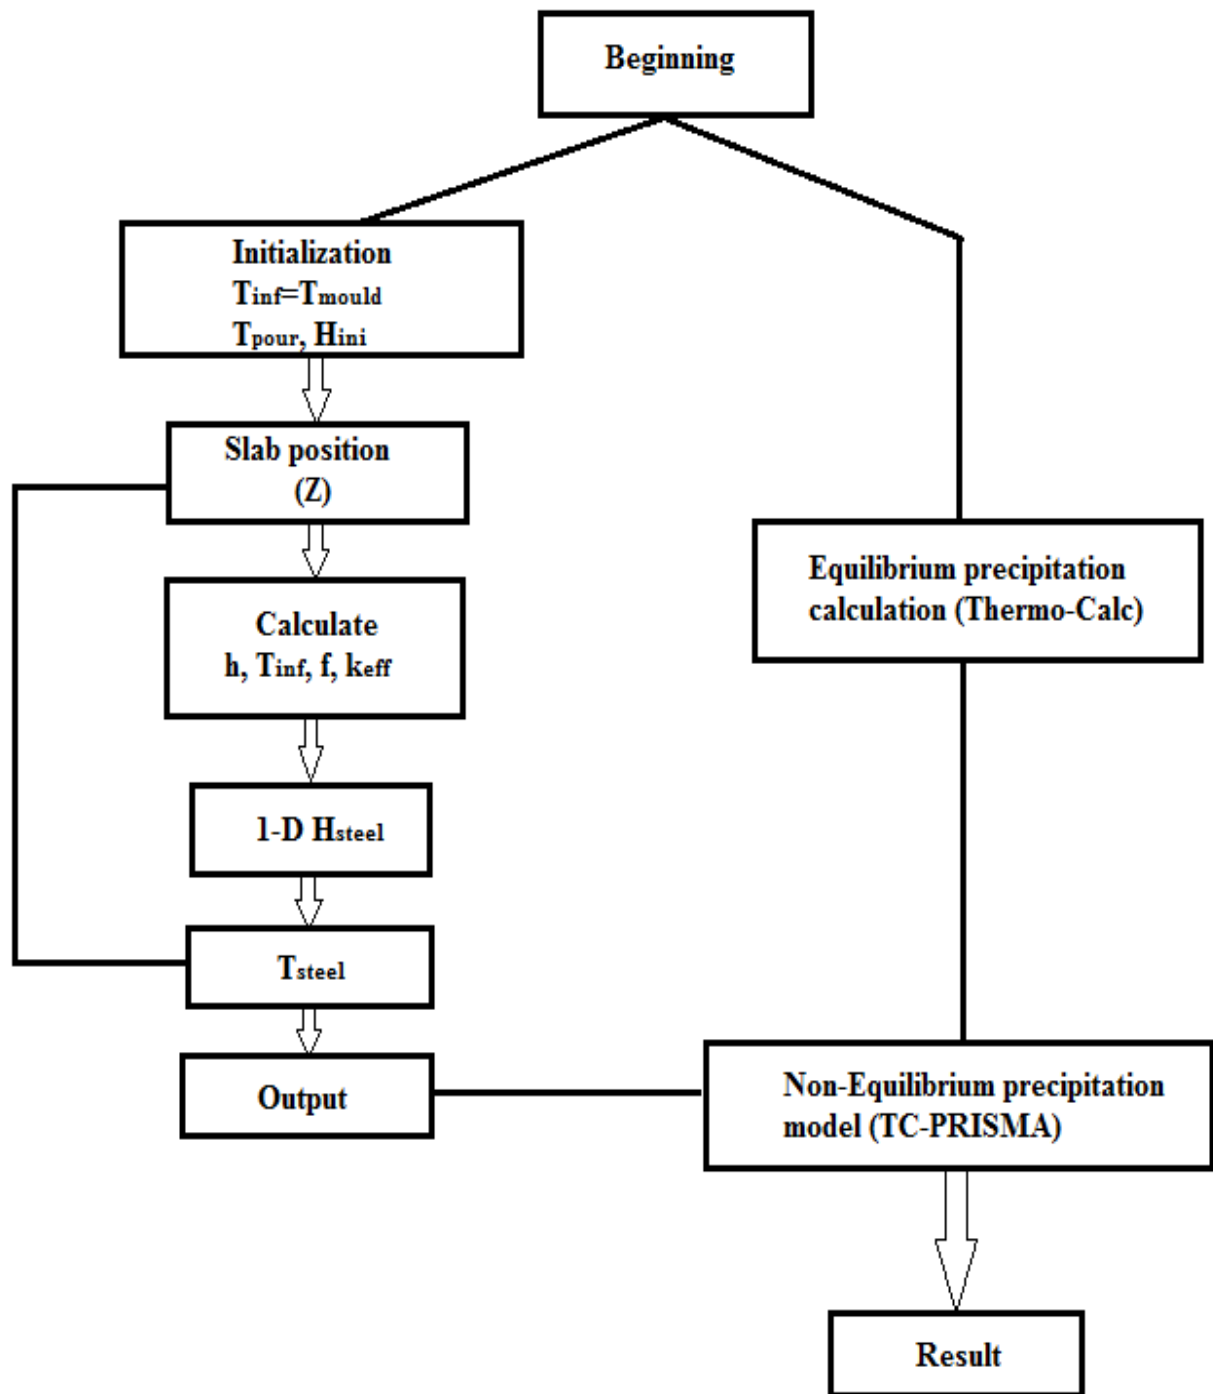 Beginning
Initialization
Tinf=Tmould
Tpour, Hini
Slab position
(Z)
Calculate
h, Tinf, f, keff
1-D Hsteel
Tsteel
Output
Equilibrium precipitation
calculation (Thermo-Calc)
Non-Equilibrium precipitation
model (TC-PRISMA)
Result